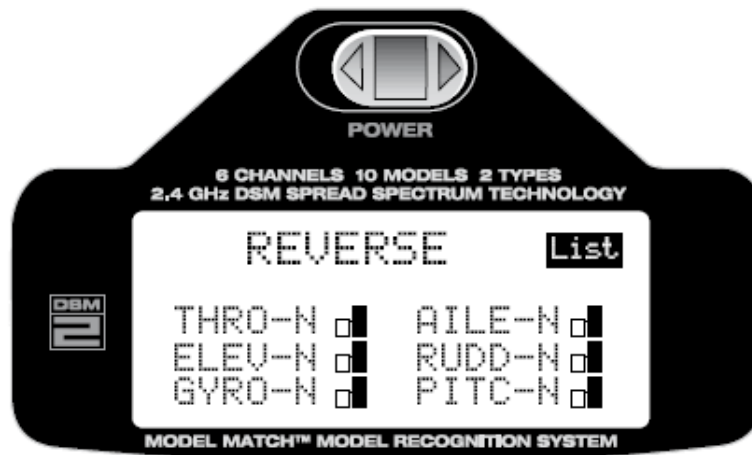 POWER
6 CHANNELS 10 MODELS 2 TYPES
2,4 GHz DSM SPREAD SPECTRUM TECHNOLOGY
REVERSE List
DSM
2
THRO-N AILE-N
ELEV-N RUDD-N
GYRO-N PITC-N
MODEL MATCH™ MODEL RECOGNITION SYSTEM